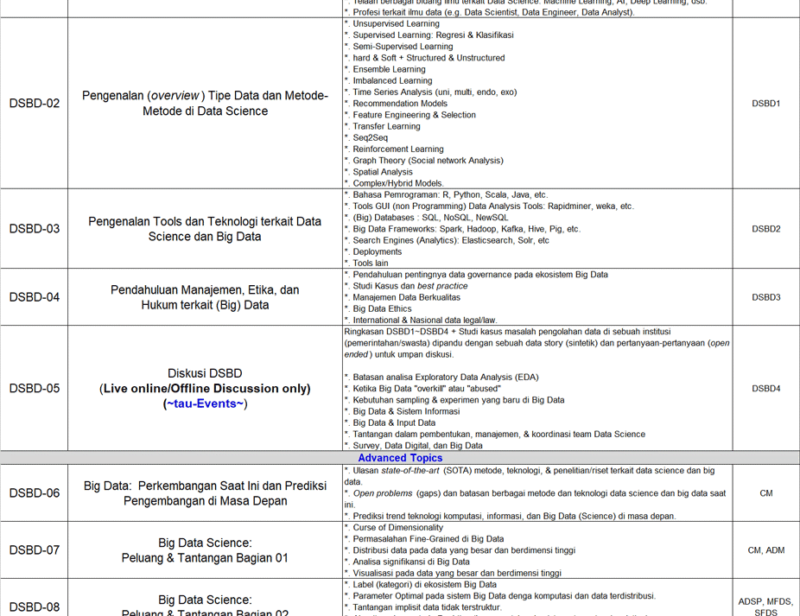 *. Telaah berbagai bidang ilmu terkait Data Science: Machine Learning, AI, Deep Learning, dsb.
*. Profesi terkait ilmu data (e.g. Data Scientist, Data Engineer, Data Analyst).
DSBD-02
Pengenalan (overview) Tipe Data dan Metode-
Metode di Data Science
*. Unsupervised Learning
*. Supervised Learning: Regresi & Klasifikasi
*. Semi-Supervised Learning
*. hard & Soft + Structured & Unstructured
*. Ensemble Learning
*. Imbalanced Learning
*. Time Series Analysis (uni, multi, endo, exo)
*. Recommendation Models
*. Feature Engineering & Selection
*. Transfer Learning
*. Seq2Seq
*. Reinforcement Learning
*. Graph Theory (Social network Analysis)
*. Spatial Analysis
*. Complex/Hybrid Models.
DSBD1
DSBD-03
Pengenalan Tools dan Teknologi terkait Data
Science dan Big Data
*. Bahasa Pemrograman: R, Python, Scala, Java, etc.
*. Tools GUI (non Programming) Data Analysis Tools: Rapidminer, weka, etc.
*. (Big) Databases : SQL, NoSQL, NewSQL
*. Big Data Frameworks: Spark, Hadoop, Kafka, Hive, Pig, etc.
*. Search Engines (Analytics): Elasticsearch, Solr, etc
*. Deployments
*. Tools lain
DSBD2
DSBD-04
Pendahuluan Manajemen, Etika, dan
Hukum terkait (Big) Data
*. Pendahuluan pentingnya data governance pada ekosistem Big Data
*. Studi Kasus dan best practice
*. Manajemen Data Berkualitas
*. Big Data Ethics
*. International & Nasional data legal/law.
DSBD3
DSBD-05
Diskusi DSBD
(Live online/Offline Discussion only)
(~tau-Events~)
Ringkasan DSBD1~DSBD4 + Studi kasus masalah pengolahan data di sebuah institusi
(pemerintahan/swasta) dipandu dengan sebuah data story (sintetik) dan pertanyaan-pertanyaan (open
ended) untuk umpan diskusi.
*. Batasan analisa Exploratory Data Analysis (EDA)
*. Ketika Big Data "overkill" atau "abused"
*. Kebutuhan sampling & experimen yang baru di Big Data
*. Big Data & Sistem Informasi
*. Big Data & Input Data
*. Tantangan dalam pembentukan, manajemen, & koordinasi team Data Science
*. Survey, Data Digital, dan Big Data
DSBD4
Advanced Topics
DSBD-06
Big Data: Perkembangan Saat Ini dan Prediksi
Pengembangan di Masa Depan
*. Ulasan state-of-the-art (SOTA) metode, teknologi, & penelitian/riset terkait data science dan big
data.
*. Open problems (gaps) dan batasan berbagai metode dan teknologi data science dan big data saat
ini.
*. Prediksi trend teknologi komputasi, informasi, dan Big Data (Science) di masa depan.
CM
DSBD-07
Big Data Science:
Peluang & Tantangan Bagian 01
*. Curse of Dimensionality
*. Permasalahan Fine-Grained di Big Data
*. Distribusi data pada data yang besar dan berdimensi tinggi
*. Analisa signifikansi di Big Data
*. Visualisasi pada data yang besar dan berdimensi tinggi
CM, ADM
DSBD-08
Big Data Science:
Peluang & Tantangan Bagian 02
*. Label (kategori) di ekosistem Big Data
*. Parameter Optimal pada sistem Big Data denga komputasi dan data terdistribusi.
*. Tantangan implisit data tidak terstruktur.
ADSP, MFDS,
SFDS